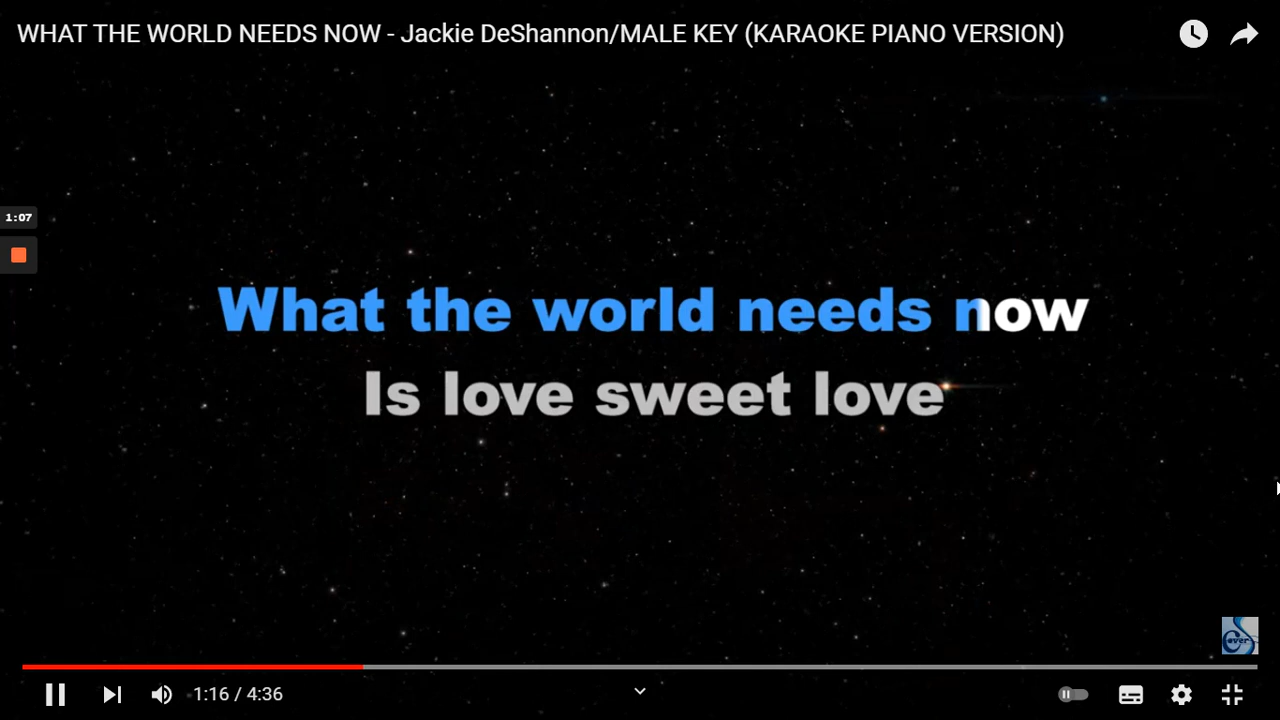 WHAT THE WORLD NEEDS NOW - Jackie DeShannon/MALE KEY (KARAOKE PIANO VERSION)
1:07
What the world needs now
Is love sweet love
Cover
1:16 / 4:36